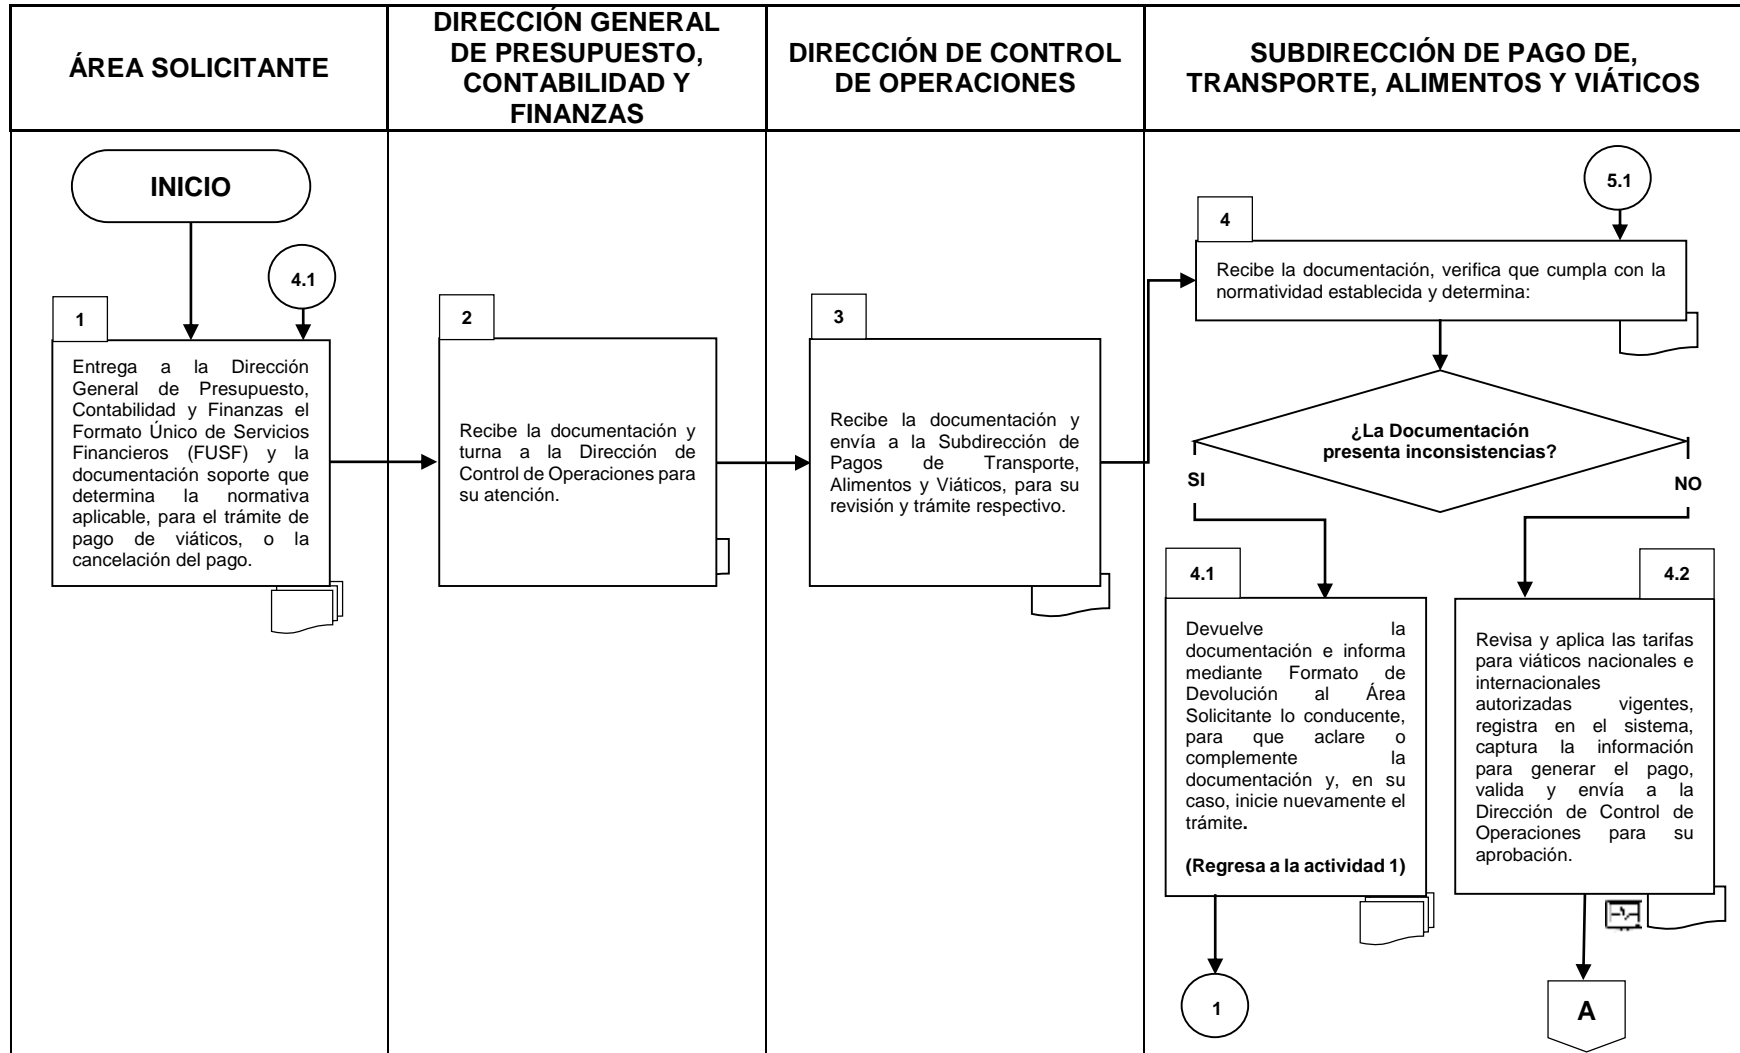 ÁREA SOLICITANTE
DIRECCIÓN GENERAL
DE PRESUPUESTO,
CONTABILIDAD Y
FINANZAS
DIRECCIÓN DE CONTROL
DE OPERACIONES
SUBDIRECCIÓN DE PAGO DE,
TRANSPORTE, ALIMENTOS Y VIÁTICOS
INICIO
4.1
1
Entrega a la Dirección
General de Presupuesto,
Contabilidad y Finanzas el
Formato Único de Servicios
Financieros (FUSF) y la
documentación soporte que
determina la normativa
aplicable, para el trámite de
pago de viáticos, o la
cancelación del pago.
2
Recibe la documentación y
turna a la Dirección de
Control de Operaciones para
su atención.
3
Recibe la documentación y
envía a la Subdirección de
Pagos de Transporte,
Alimentos y Viáticos, para su
revisión y trámite respectivo.
5.1
4
Recibe la documentación, verifica que cumpla con la
normatividad establecida y determina:
¿La Documentación
presenta inconsistencias?
SI
NO
4.1
Devuelve la
documentación e informa
mediante Formato de
Devolución al Área
Solicitante lo conducente,
para que aclare o
complemente la
documentación y, en su
caso, inicie nuevamente el
trámite.
(Regresa a la actividad 1)
1
4.2
Revisa y aplica las tarifas
para viáticos nacionales e
internacionales
autorizadas vigentes,
registra en el sistema,
captura la información
para generar el pago,
valida y envía a la
Dirección de Control de
Operaciones para su
aprobación.
A